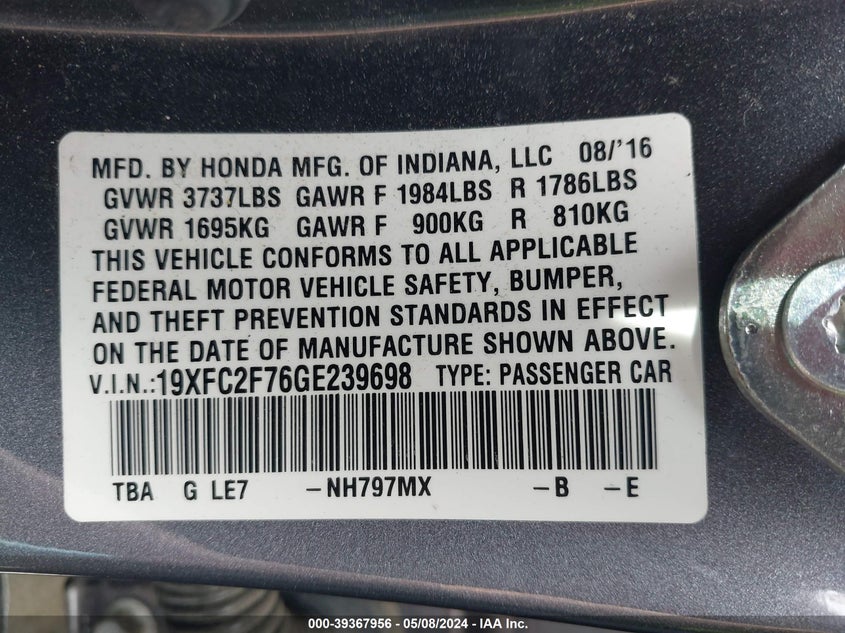 MFD. BY HONDA MFG. OF INDIANA, LLC 08/'16
GVWR 3737LBS GAWR F 1984LBS R 1786LBS
GVWR 1695KG GAWR F 900KG R 810KG
THIS VEHICLE CONFORMS TO ALL APPLICABLE
FEDERAL MOTOR VEHICLE SAFETY, BUMPER,
AND THEFT PREVENTION STANDARDS IN EFFECT
ON THE DATE OF MANUFACTURE SHOWN ABOVE.
V.I.N.:19XFC2F76GE239698 TYPE: PASSENGER CAR
TBA G LE7 -NH797MX -B -E
000-39367956 - 05/08/2024 - IAA Inc.